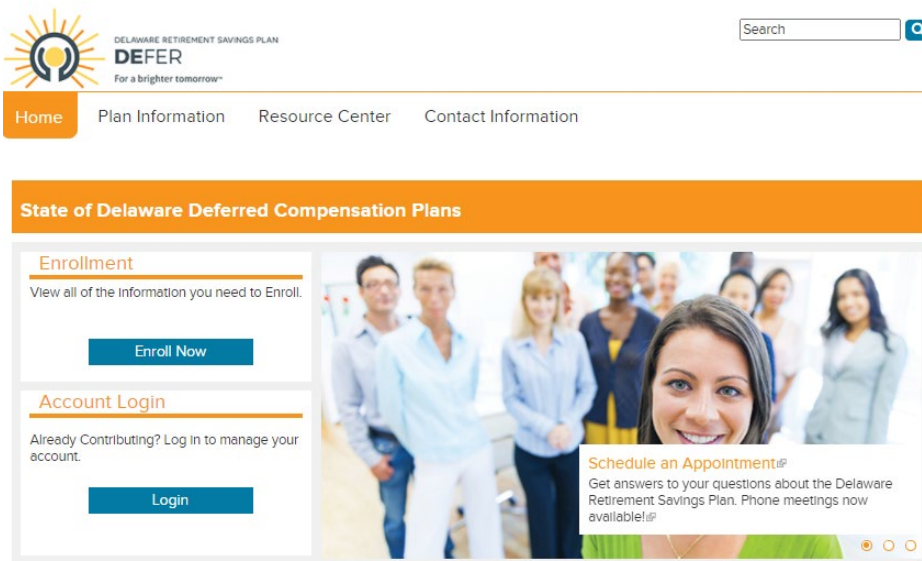 DELAWARE RETIREMENT SAVINGS PLAN
DEFER
For a brighter tomorrow℠
Search
Home
Plan Information
Resource Center
Contact Information
State of Delaware Deferred Compensation Plans
Enrollment
View all of the information you need to Enroll.
Enroll Now
Account Login
Already Contributing? Log in to manage your
account.
Login
Schedule an Appointment
Get answers to your questions about the Delaware
Retirement Savings Plan. Phone meetings now
available!